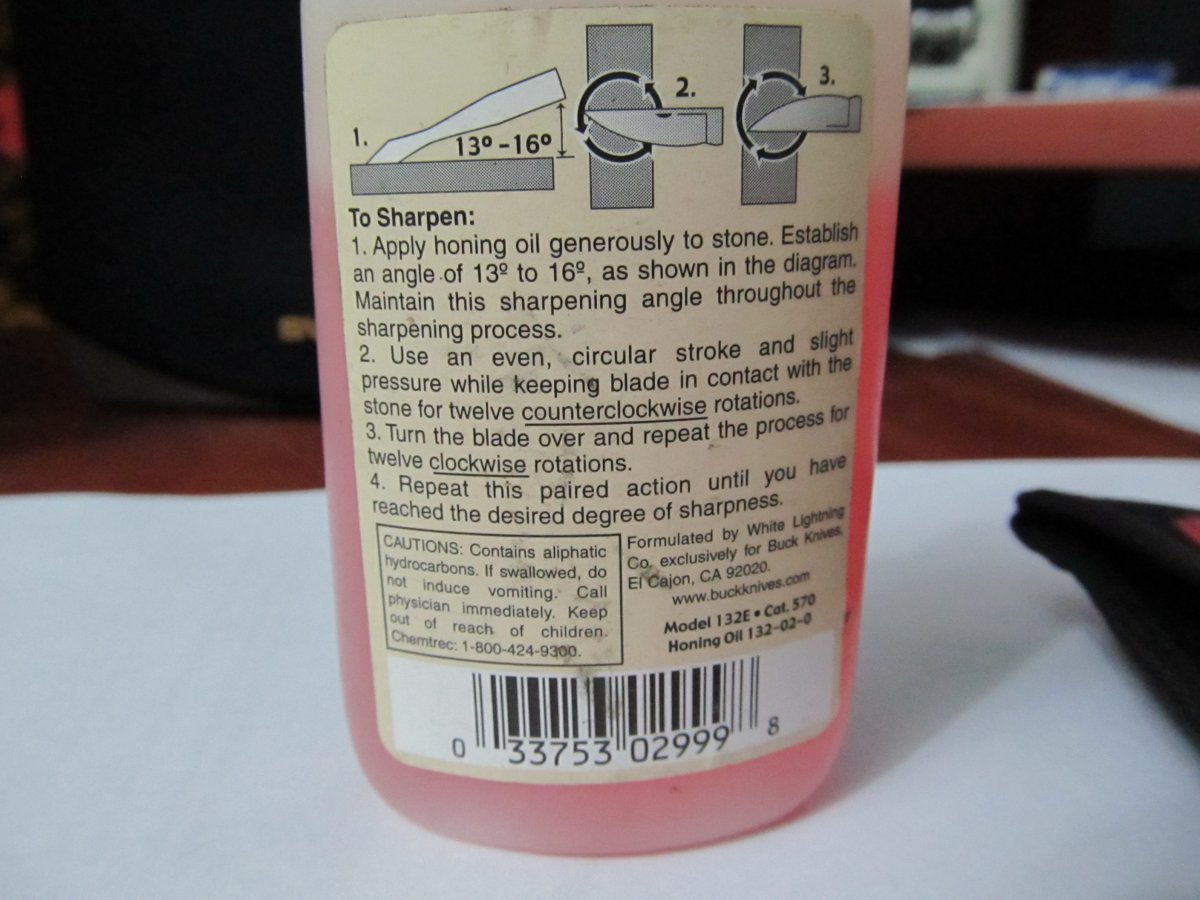 1.
13º-16º
2.
3.
To Sharpen:
1. Apply honing oil generously to stone. Establish
an angle of 13º to 16º, as shown in the diagram.
Maintain this sharpening angle throughout the
sharpening process.
2. Use an even, circular stroke and slight
pressure while keeping blade in contact with the
stone for twelve counterclockwise rotations.
3. Turn the blade over and repeat the process for
twelve clockwise rotations.
4. Repeat this paired action until you have
reached the desired degree of sharpness.
CAUTIONS: Contains aliphatic
hydrocarbons. If swallowed, do
not induce vomiting. Call
physician immediately. Keep
out of reach of children.
Chemtrec: 1-800-424-9300.
Formulated by White Lightning
Co. exclusively for Buck Knives,
El Cajon, CA 92020.
www.buckknives.com
Model 132E • Cat. 570
Honing Oil 132-02-0
0 33753 02999 8